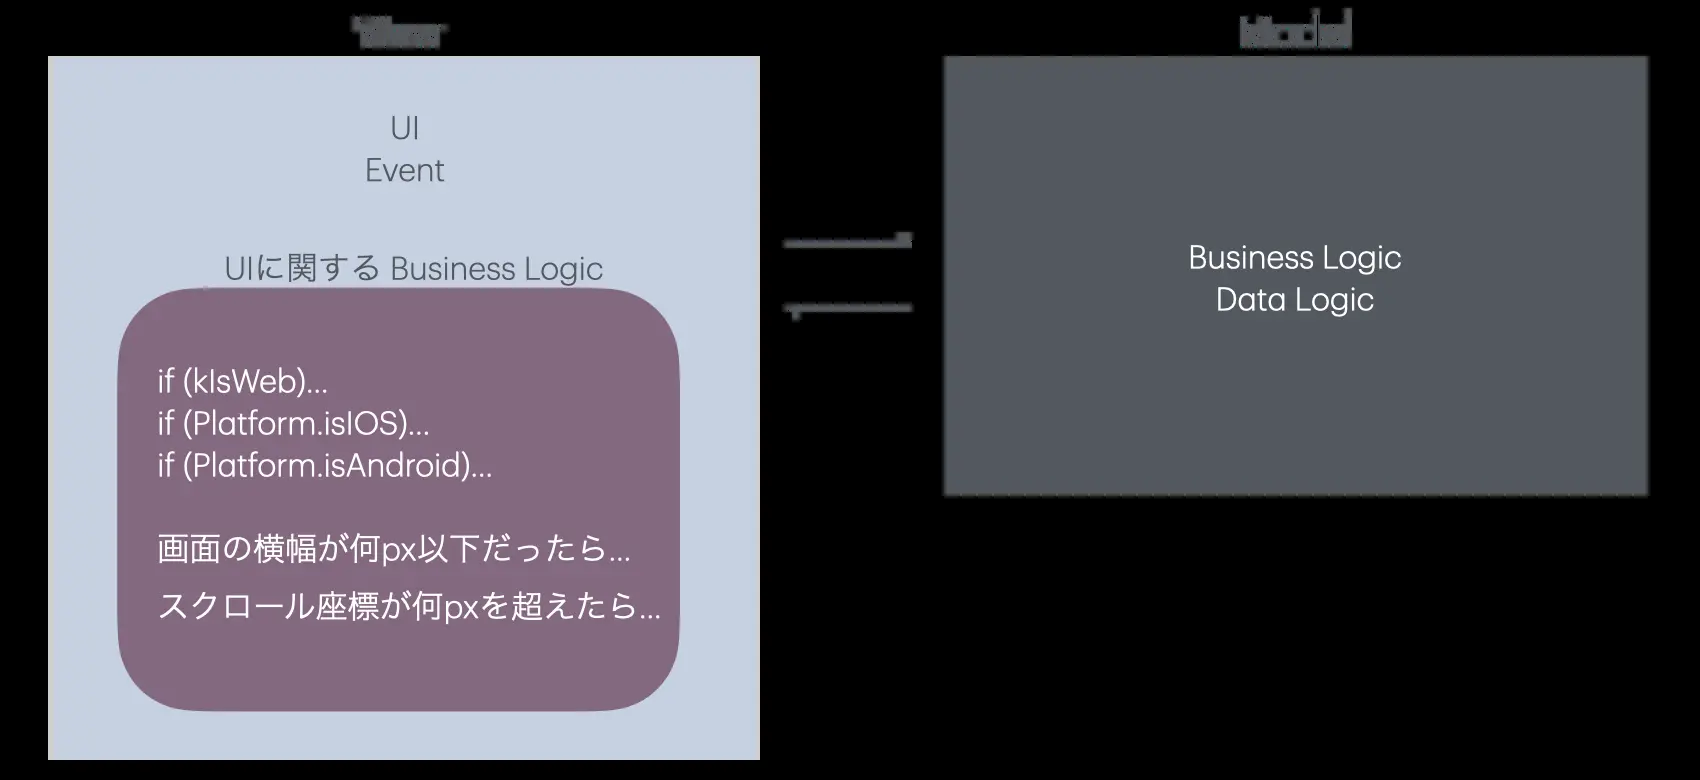 View
Model
UI
Event
UIに関する Business Logic
if (kIsWeb)...
if (Platform.isIOS)...
if (Platform.isAndroid)...
画面の横幅が何px以下だったら...
スクロール座標が何pxを超えたら...
Business Logic
Data Logic